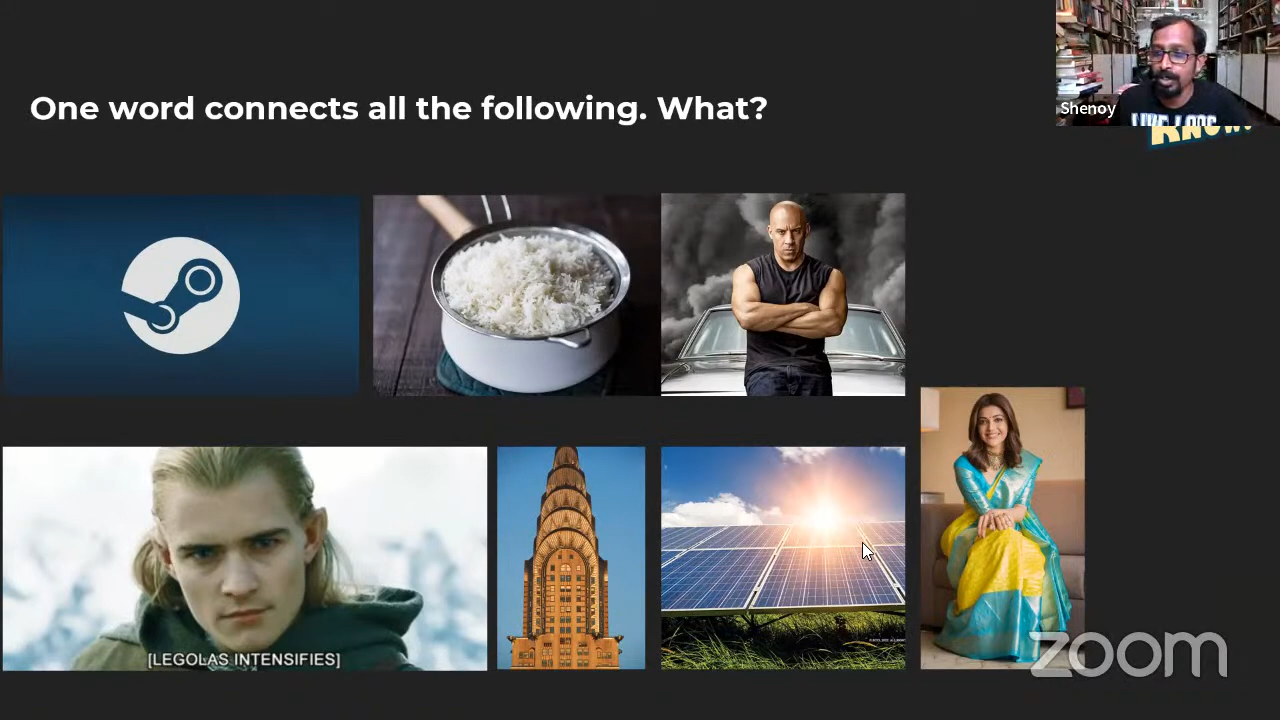 One word connects all the following. What?
Shenoy
[LEGOLAS INTENSIFIES]
zoom